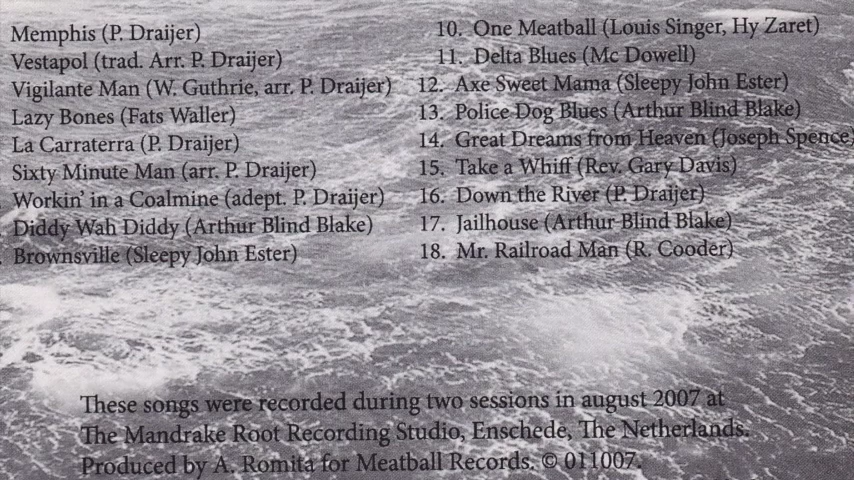 Memphis (P. Draijer)
Vestapol (trad. Arr. P. Draijer)
Vigilante Man (W. Guthrie, arr. P. Draijer)
Lazy Bones (Fats Waller)
La Carraterra (P. Draijer)
Sixty Minute Man (arr. P. Draijer)
Workin' in a Coalmine (adept. P. Draijer)
Diddy Wah Diddy (Arthur Blind Blake)
Brownsville (Sleepy John Ester)
10. One Meatball (Louis Singer, Hy Zaret)
11. Delta Blues (Mc Dowell)
12. Axe Sweet Mama (Sleepy John Ester)
13. Police Dog Blues (Arthur Blind Blake)
14. Great Dreams from Heaven (Joseph Spence)
15. Take a Whiff (Rev. Gary Davis)
16. Down the River (P. Draijer)
17. Jailhouse (Arthur Blind Blake)
18. Mr. Railroad Man (R. Cooder)
These songs were recorded during two sessions in august 2007 at
The Mandrake Root Recording Studio, Enschede, The Netherlands.
Produced by A. Romita for Meatball Records. © 011007.